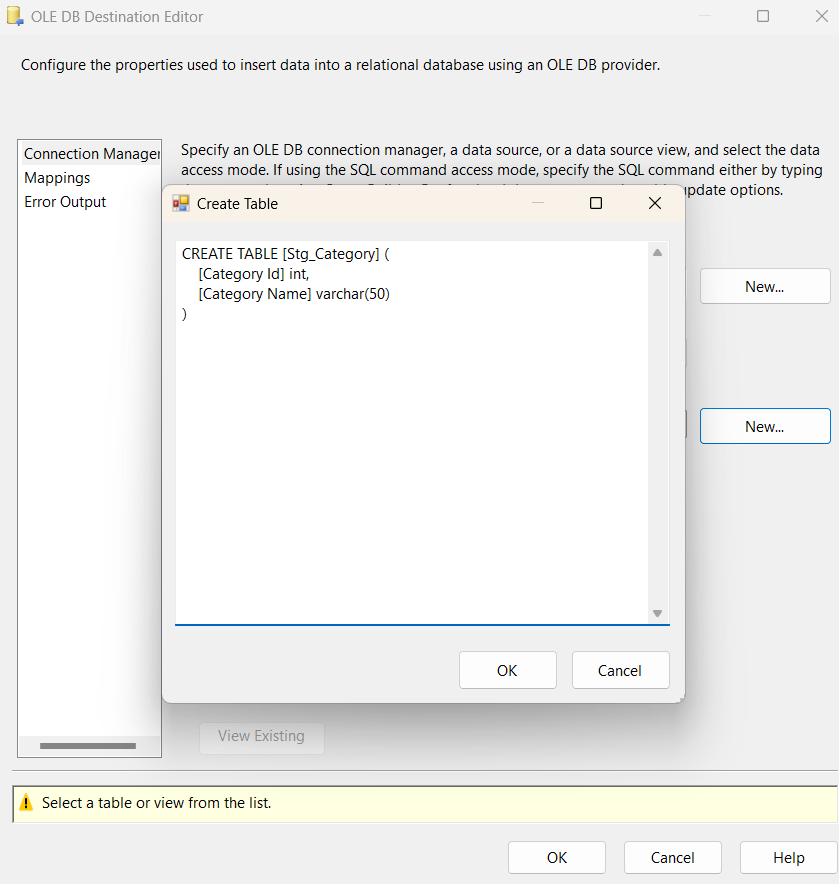 OLE DB Destination Editor
Configure the properties used to insert data into a relational database using an OLE DB provider.
Connection Manager
Mappings
Error Output
Specify an OLE DB connection manager, a data source, or a data source view, and select the data
access mode. If using the SQL command access mode, specify the SQL command either by typing
update options.
Create Table
CREATE TABLE [Stg_Category] (
[Category Id] int,
[Category Name] varchar(50)
)
New...
New...
OK
Cancel
View Existing
Select a table or view from the list.
OK
Cancel
Help